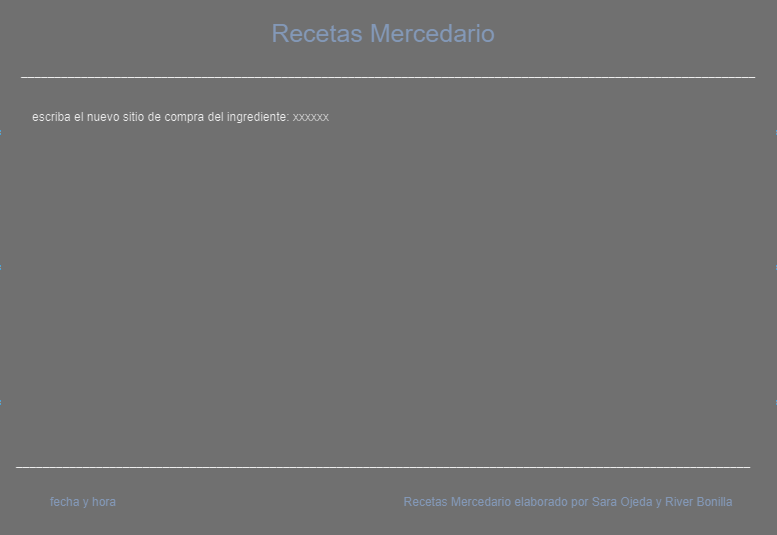 Recetas Mercedario
escriba el nuevo sitio de compra del ingrediente: xxxxxx
fecha y hora
Recetas Mercedario elaborado por Sara Ojeda y River Bonilla